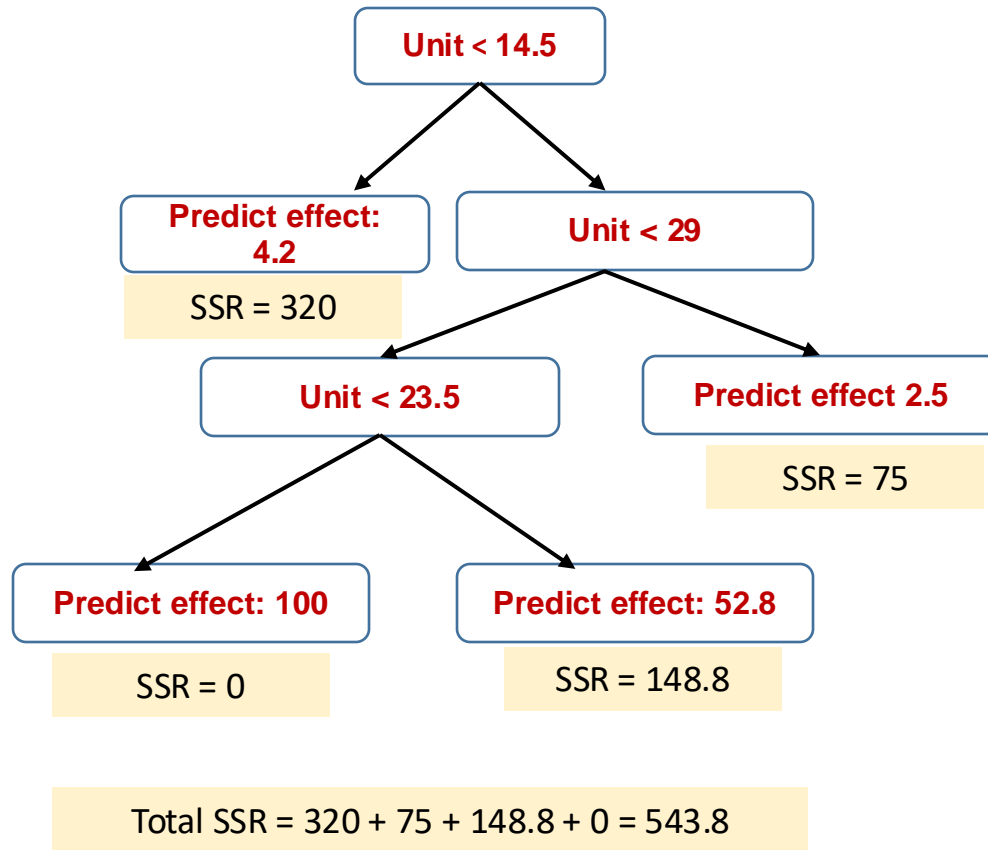 Unit < 14.5
Predict effect:
4.2
Unit < 29
SSR = 320
Unit < 23.5
Predict effect 2.5
SSR = 75
Predict effect: 100
Predict effect: 52.8
SSR = 0
SSR = 148.8
Total SSR = 320 + 75 + 148.8 + 0 = 543.8